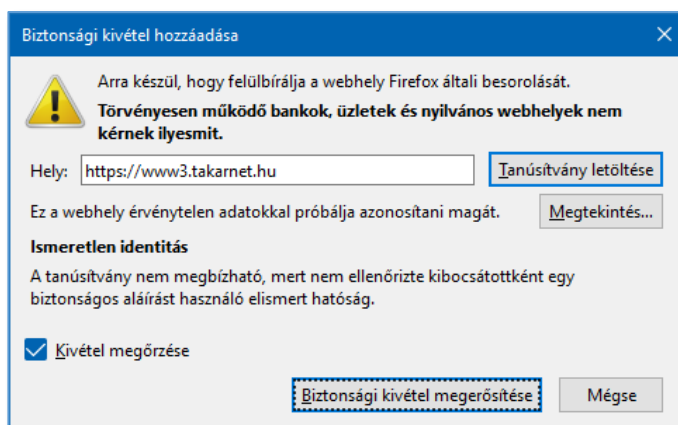 Biztonsági kivétel hozzáadása
Arra készül, hogy felülbírálja a webhely Firefox általi besorolását.
Törvényesen működő bankok, üzletek és nyilvános webhelyek nem
kérnek ilyesmit.
Hely: https://www3.takarnet.hu Tanúsítvány letöltése
Ez a webhely érvénytelen adatokkal próbálja azonosítani magát. Megtekintés...
Ismeretlen identitás
A tanúsítvány nem megbízható, mert nem ellenőrizte kibocsátottként egy
biztonságos aláírást használó elismert hatóság.
Kivétel megőrzése
Biztonsági kivétel megerősítése Mégse